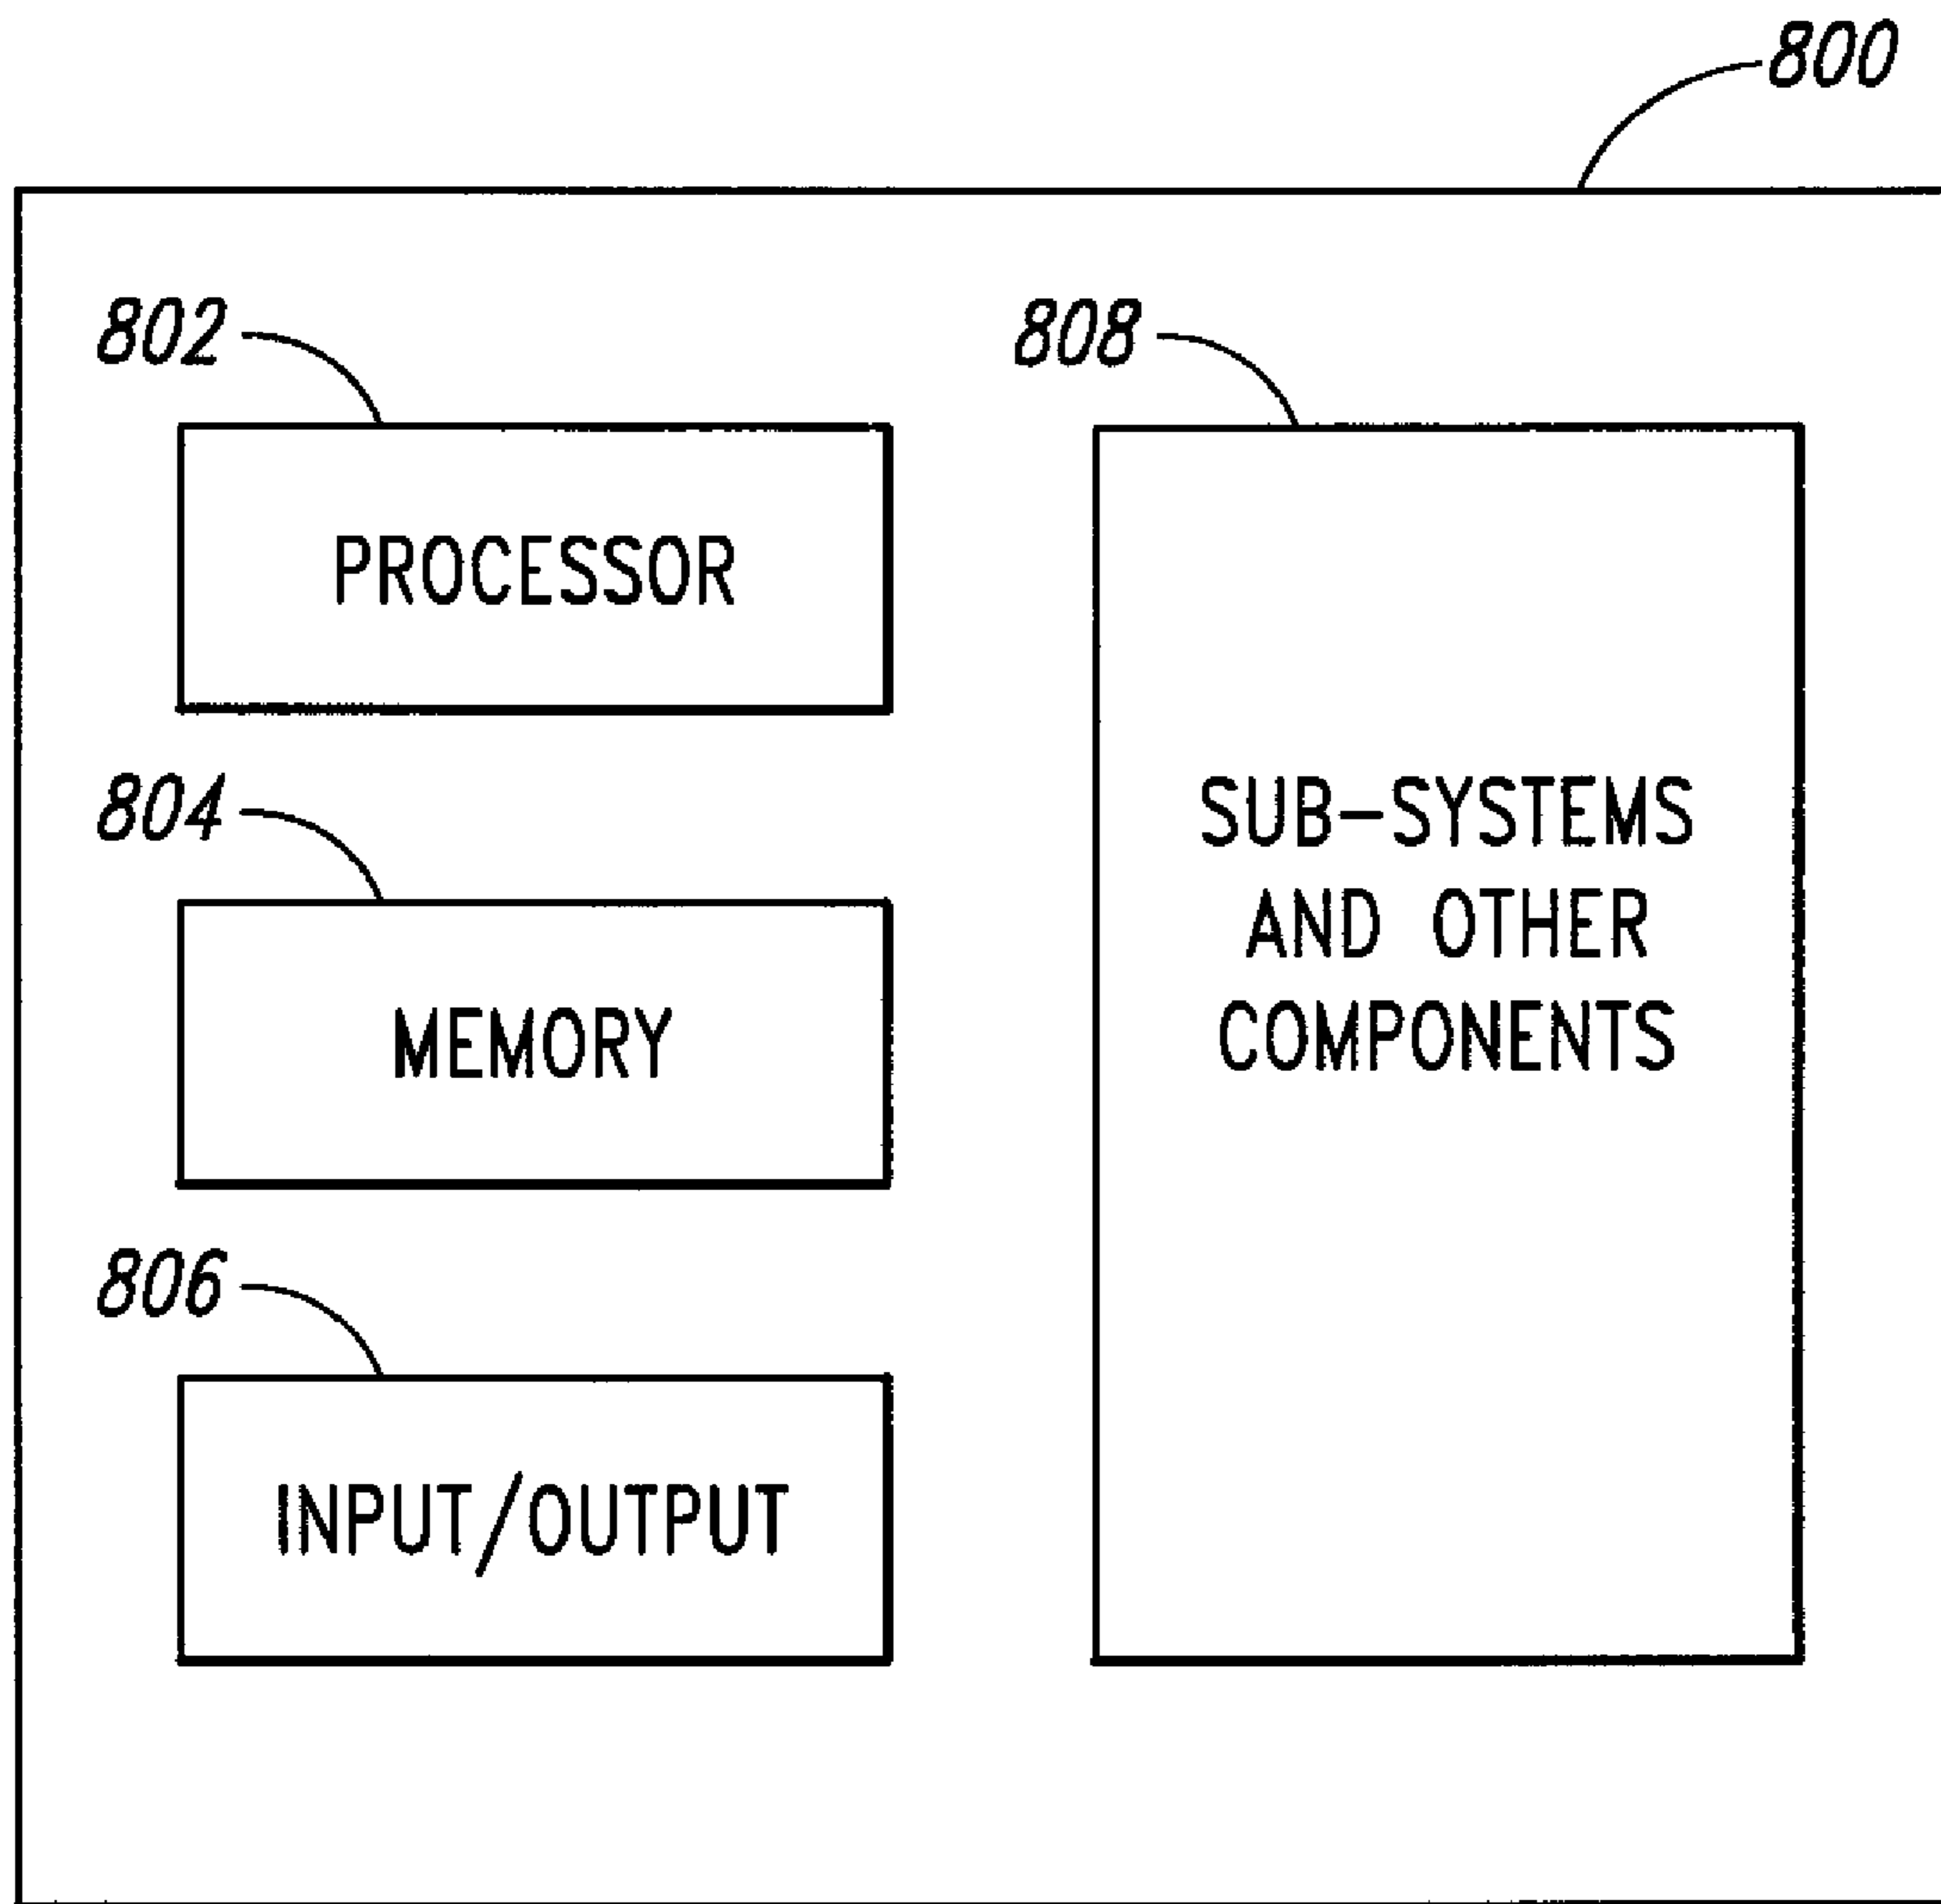 800
802
PROCESSOR
804
MEMORY
806
INPUT/OUTPUT
808
SUB-SYSTEMS
AND OTHER
COMPONENTS